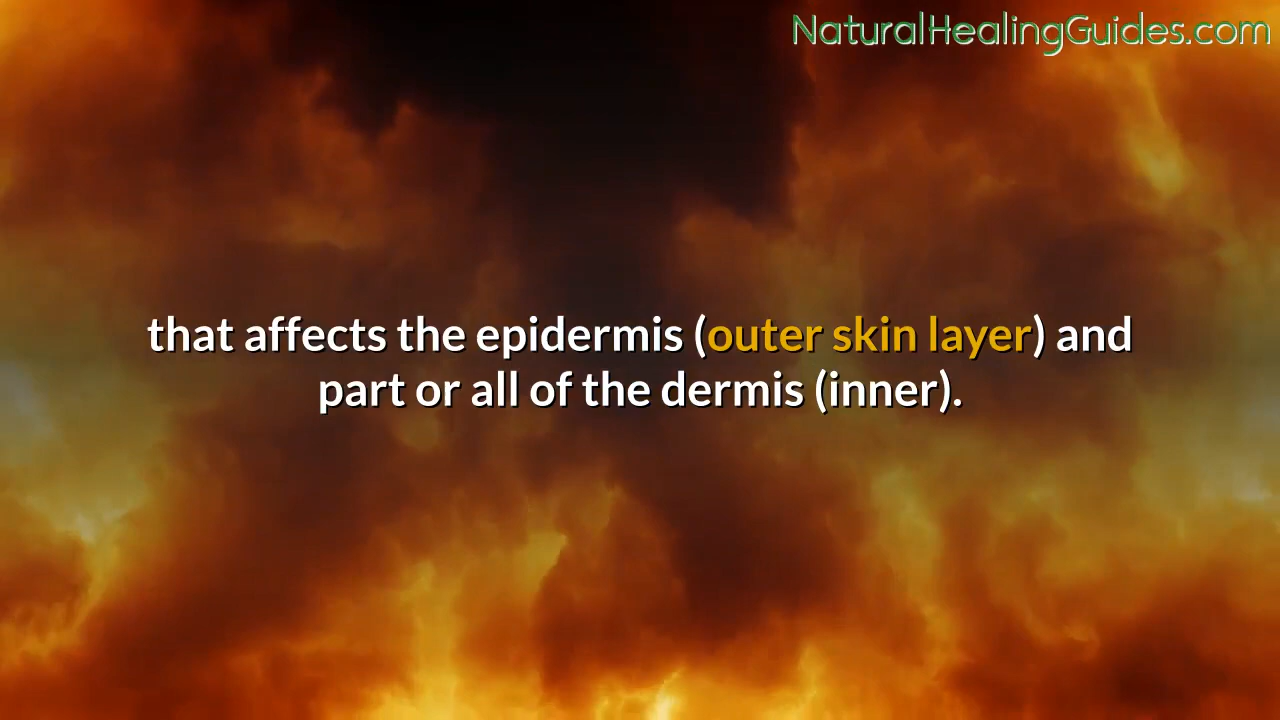 NaturalHealingGuides.com
that affects the epidermis (outer skin layer) and
part or all of the dermis (inner).